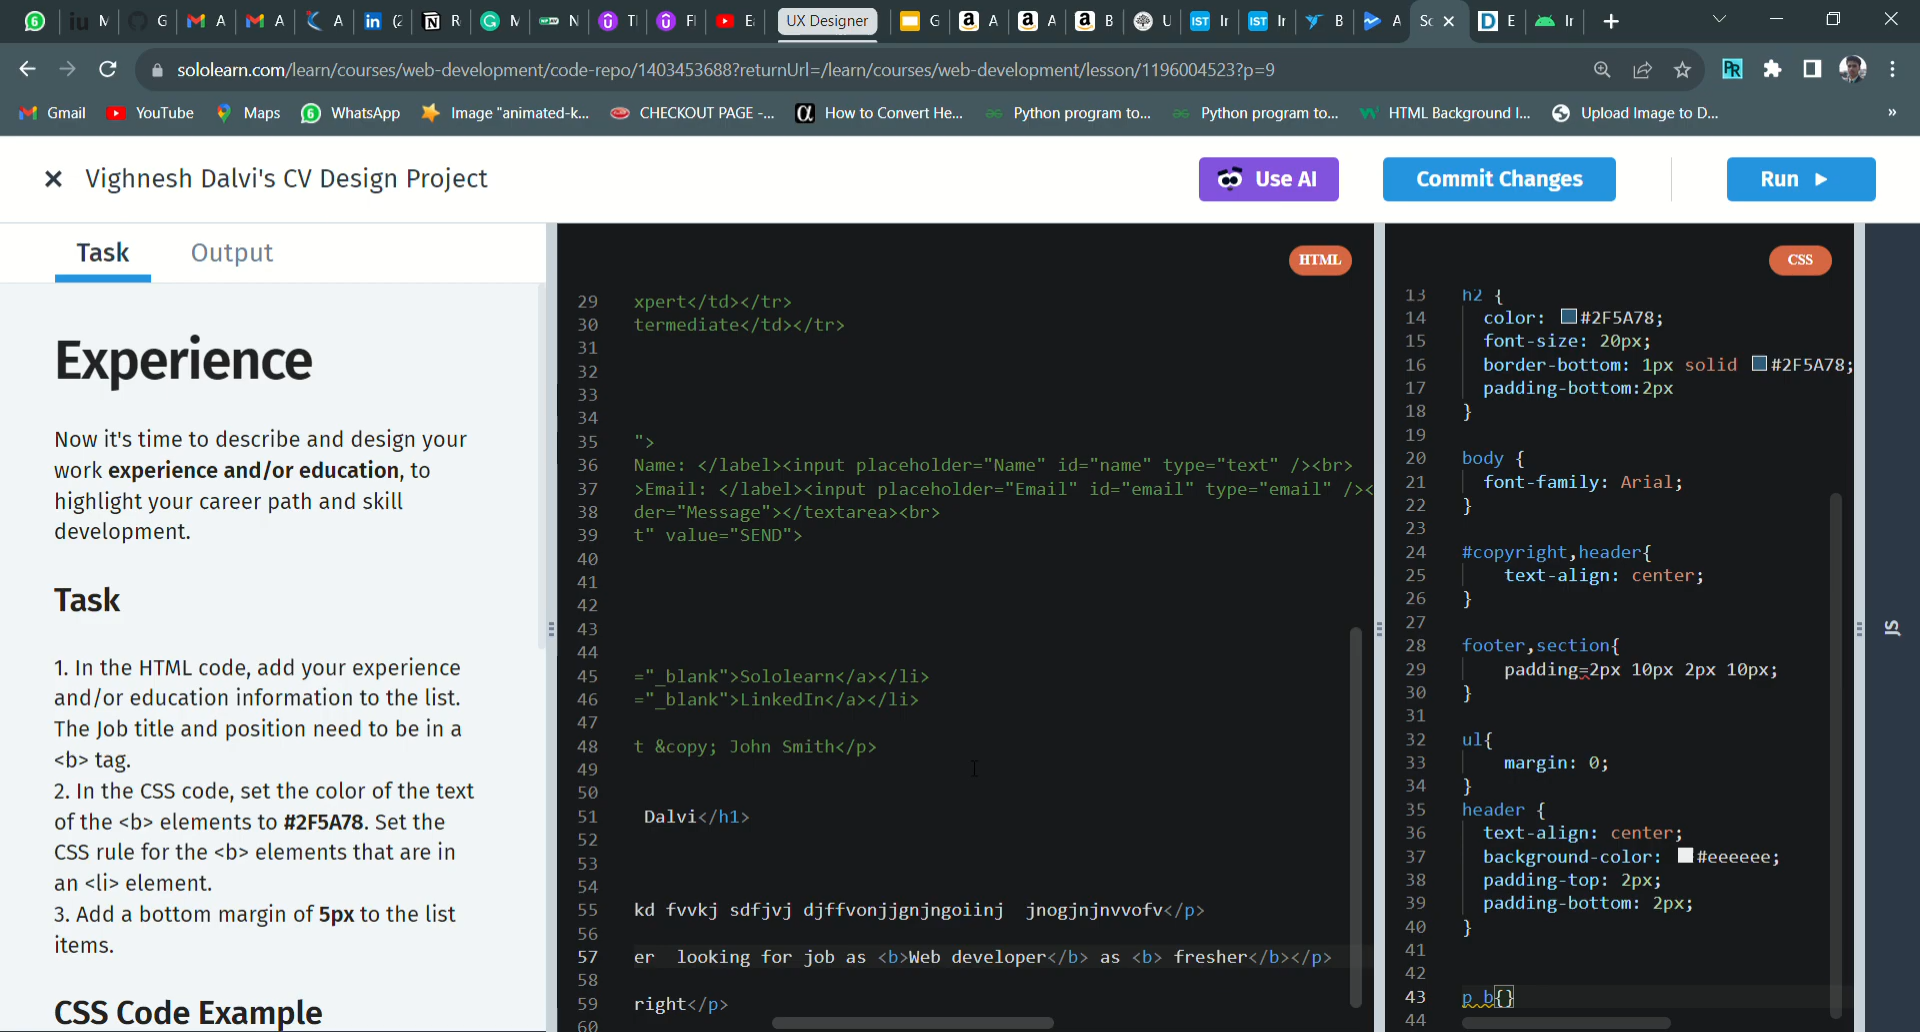 UX Designer
sololearn.com/learn/courses/web-development/code-repo/1403453688?returnUrl=/learn/courses/web-development/lesson/1196004523?p=9
Gmail YouTube Maps WhatsApp Image "animated-k... CHECKOUT PAGE -... How to Convert He... Python program to... Python program to... HTML Background I... Upload Image to D... »
Vighnesh Dalvi's CV Design Project
Use AI
Commit Changes
Run
Task
Output
Experience
Now it's time to describe and design your
work experience and/or education, to
highlight your career path and skill
development.
Task
1. In the HTML code, add your experience
and/or education information to the list.
The Job title and position need to be in a
<b> tag.
2. In the CSS code, set the color of the text
of the <b> elements to #2F5A78. Set the
CSS rule for the <b> elements that are in
an <li> element.
3. Add a bottom margin of 5px to the list
items.
CSS Code Example
HTML
29 xpert</td></tr>
30 termediate</td></tr>
31
32
33
34
35 ">
36 Name: </label><input placeholder="Name" id="name" type="text" /><br>
37 >Email: </label><input placeholder="Email" id="email" type="email" /><
38 der="Message"></textarea><br>
39 t" value="SEND">
40
41
42
43
44
45 ="_blank">Sololearn</a></li>
46 ="_blank">LinkedIn</a></li>
47
48 t &copy; John Smith</p>
49
50
51 Dalvi</h1>
52
53
54
55 kd fvvkj sdfjvj djffvonjjgnjngoiinj jnogjnjnvvofv</p>
56
57 er looking for job as <b>Web developer</b> as <b> fresher</b></p>
58
59 right</p>
60
CSS
13 h2 {
14 color: #2F5A78;
15 font-size: 20px;
16 border-bottom: 1px solid #2F5A78;
17 padding-bottom:2px
18 }
19
20 body {
21 font-family: Arial;
22 }
23
24 #copyright,header{
25 text-align: center;
26 }
27
28 footer,section{
29 padding=2px 10px 2px 10px;
30 }
31
32 ul{
33 margin: 0;
34 }
35 header {
36 text-align: center;
37 background-color: #eeeeee;
38 padding-top: 2px;
39 padding-bottom: 2px;
40 }
41
42
43 p b{}
44
JS